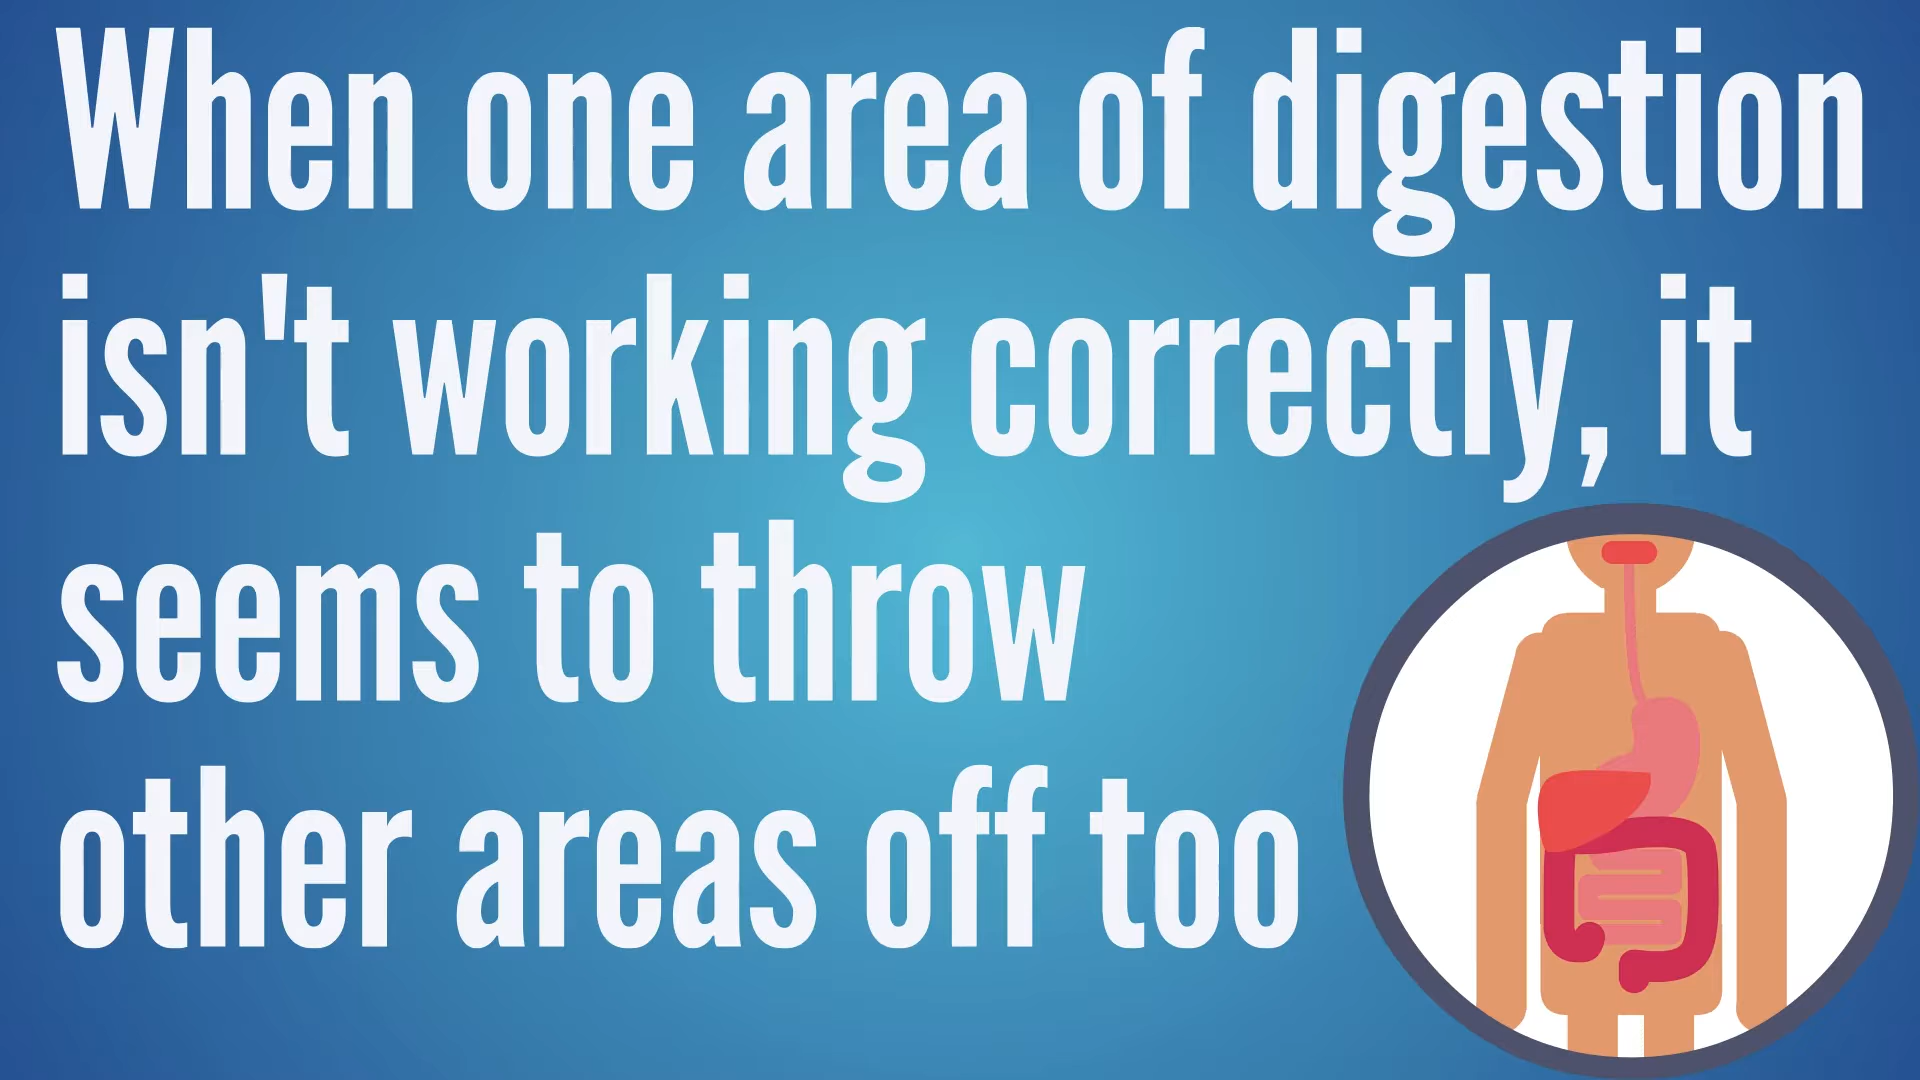 When one area of digestion
isn't working correctly, it
seems to throw
other areas off too